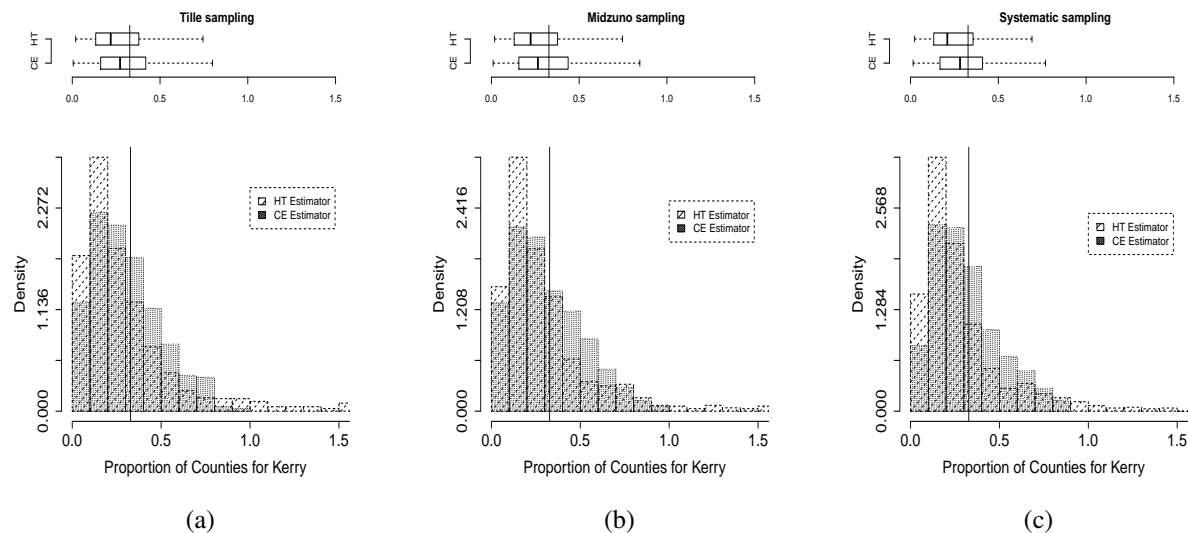 Tille sampling
HT
CE
0.0 0.5 1.0 1.5
2.272
1.136
0.000
Density
HT Estimator
CE Estimator
0.0 0.5 1.0 1.5
Proportion of Counties for Kerry
(a)
Midzuno sampling
HT
CE
0.0 0.5 1.0 1.5
2.416
1.208
0.000
Density
HT Estimator
CE Estimator
0.0 0.5 1.0 1.5
Proportion of Counties for Kerry
(b)
Systematic sampling
HT
CE
0.0 0.5 1.0 1.5
2.568
1.284
0.000
Density
HT Estimator
CE Estimator
0.0 0.5 1.0 1.5
Proportion of Counties for Kerry
(c)